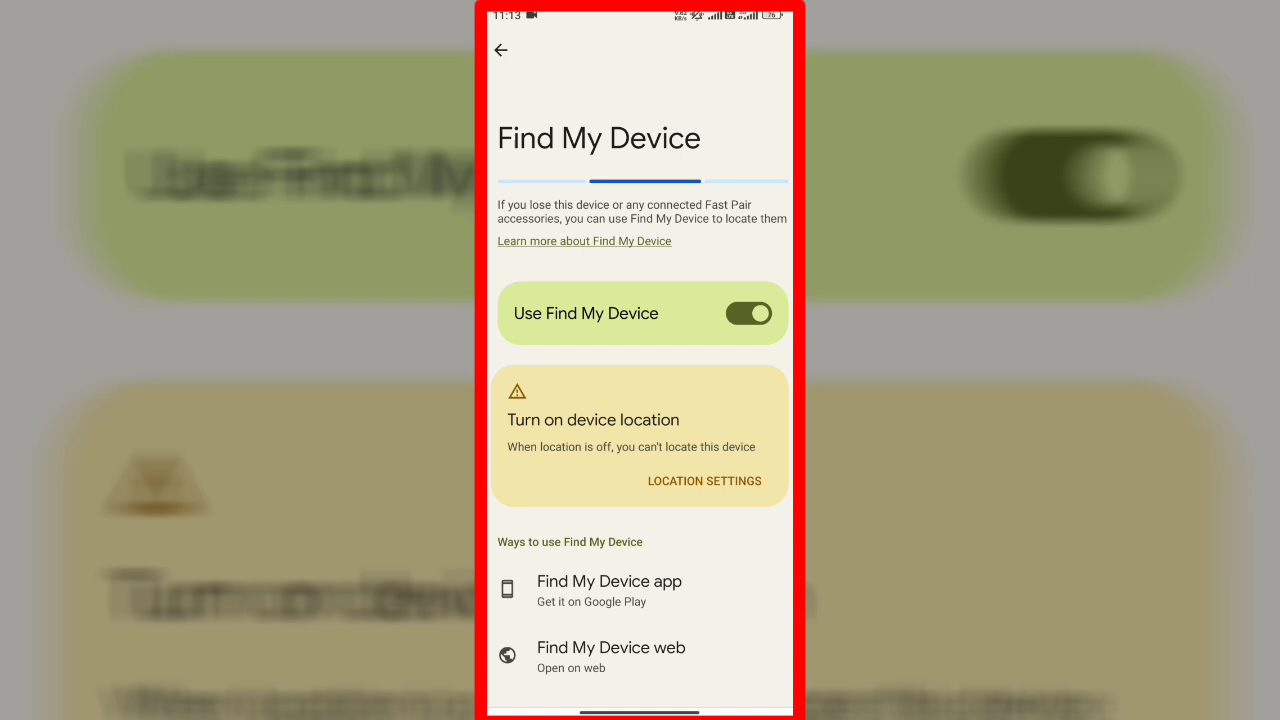 11:13
76
Find My Device
If you lose this device or any connected Fast Pair
accessories, you can use Find My Device to locate them
Learn more about Find My Device
Use Find My Device
Turn on device location
When location is off, you can't locate this device
LOCATION SETTINGS
Ways to use Find My Device
Find My Device app
Get it on Google Play
Find My Device web
Open on web